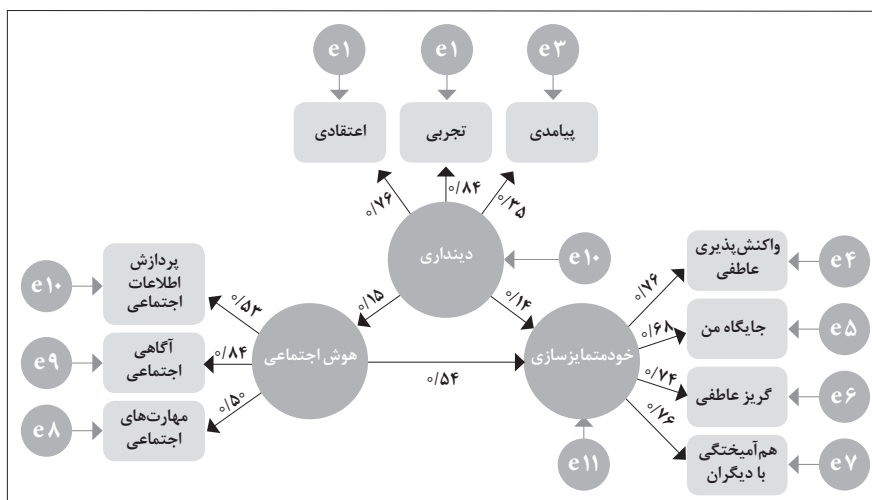 e۱
e۱
e۳
اعتقادی
تجربی
پیامدی
۰/۷۶
۰/۸۴
۰/۳۵
دینداری
e۱۰
۰/۱۵
۰/۱۴
پردازش
اطلاعات
اجتماعی
e۱۰
۰/۵۳
آگاهی
اجتماعی
e۹
۰/۸۴
مهارت‌های
اجتماعی
e۸
۰/۵۰
هوش اجتماعی
۰/۵۴
خودمتمایزسازی
e۱۱
۰/۷۶
واکنش‌پذیری
عاطفی
e۴
۰/۶۸
جایگاه من
e۵
۰/۷۴
گریز عاطفی
e۶
۰/۷۶
هم‌آمیختگی
با دیگران
e۷